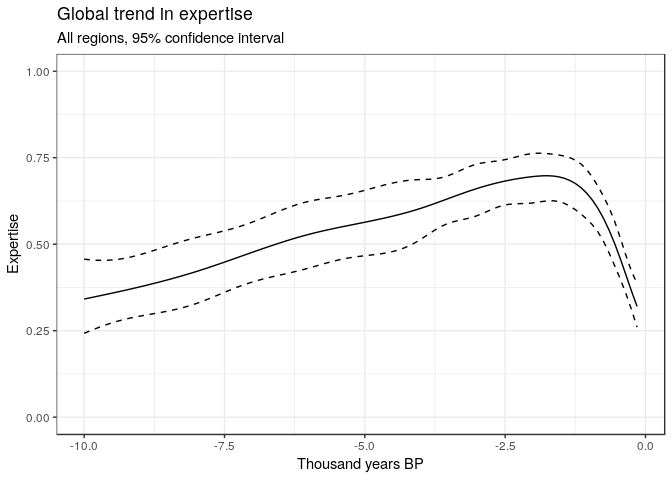 Global trend in expertise
All regions, 95% confidence interval
1.00
0.75
0.50
0.25
0.00
Expertise
-10.0 -7.5 -5.0 -2.5 0.0
Thousand years BP